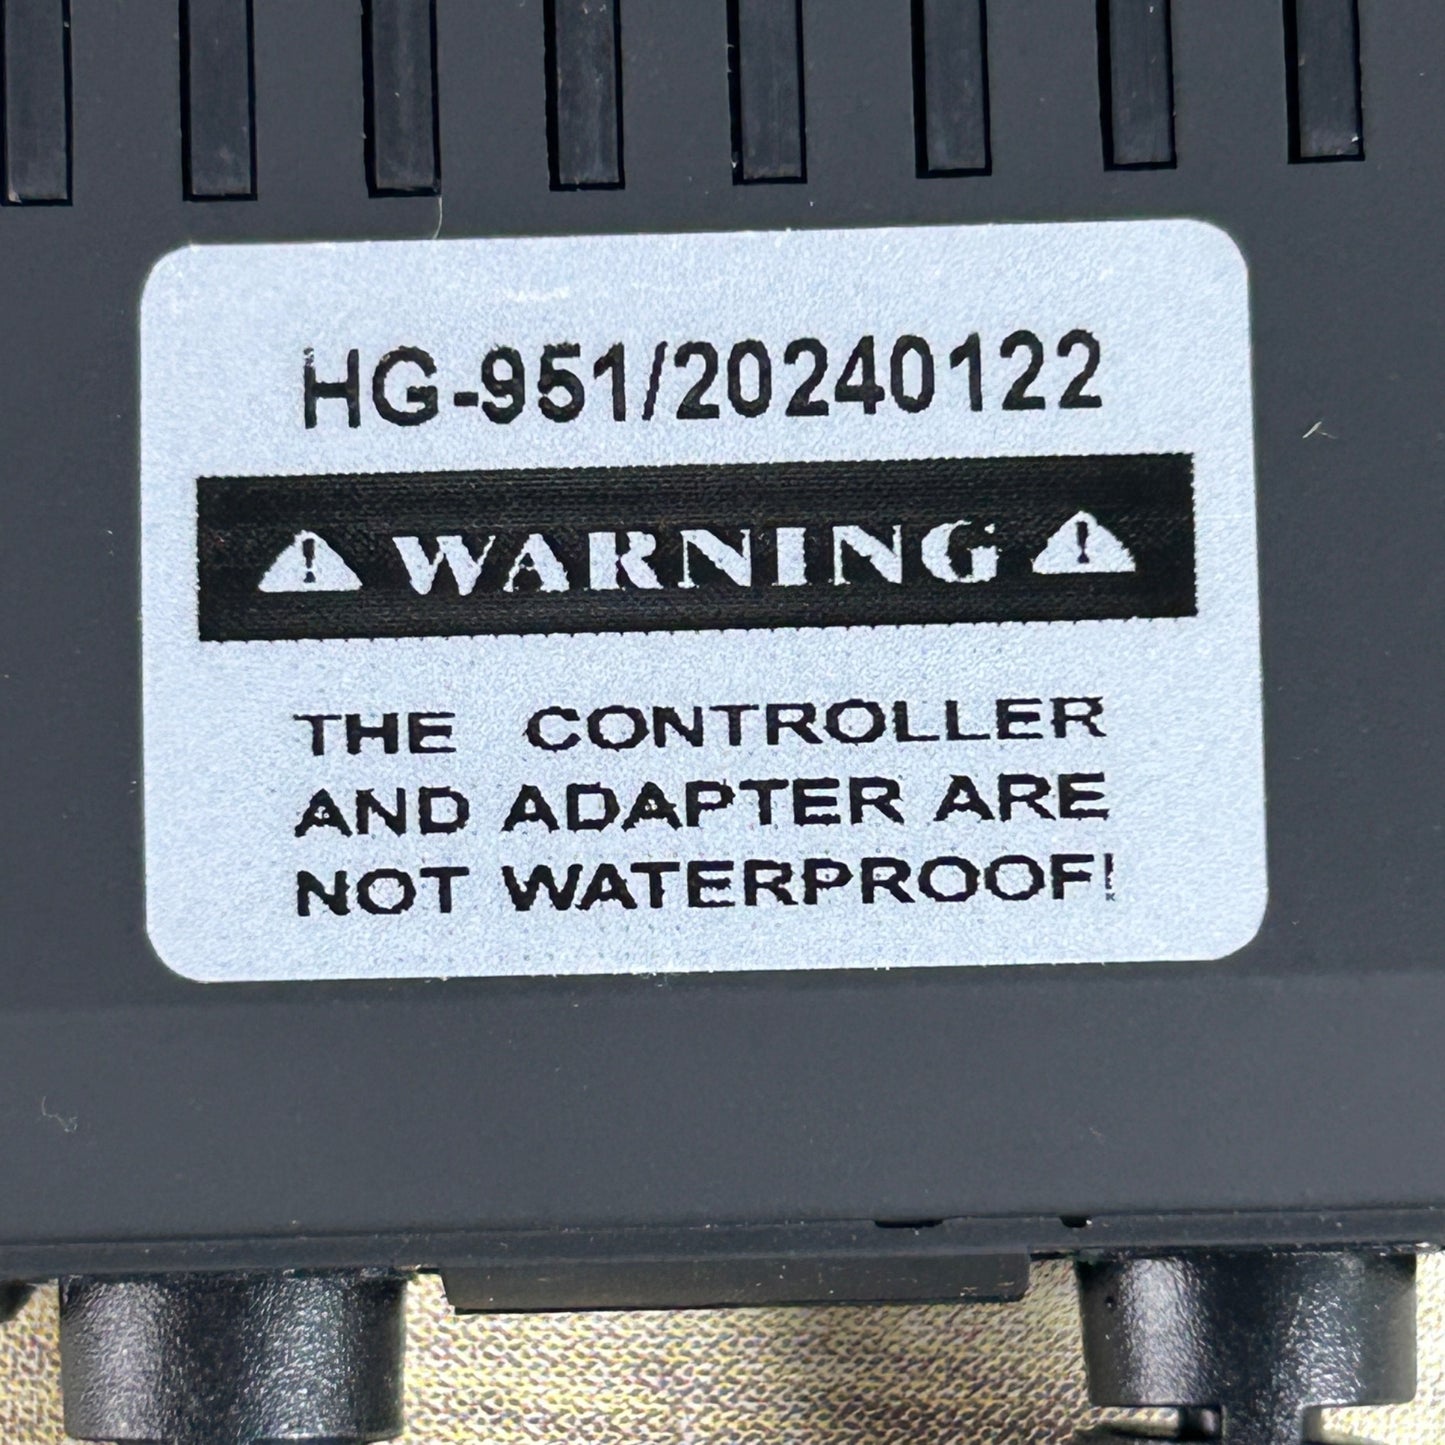 HG-951/20240122
WARNING
THE CONTROLLER
AND ADAPTER ARE
NOT WATERPROOF!